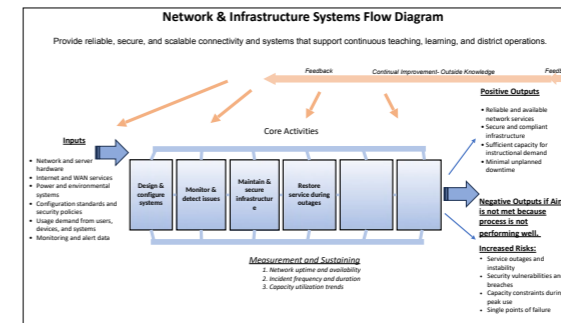 Network & Infrastructure Systems Flow Diagram
Provide reliable, secure, and scalable connectivity and systems that support continuous teaching, learning, and district operations.
Feedback
Continual Improvement- Outside Knowledge
Feedb
Positive Outputs
• Reliable and available
network services
• Secure and compliant
infrastructure
• Sufficient capacity for
instructional demand
• Minimal unplanned
downtime
Core Activities
Inputs
• Network and server
hardware
• Internet and WAN services
• Power and environmental
systems
• Configuration standards and
security policies
• Usage demand from users,
devices, and systems
• Monitoring and alert data
Design &
configure
systems
Monitor &
detect issues
Maintain &
secure
infrastructur
e
Restore
service during
outages
Negative Outputs if Aim
is not met because
process is not
performing well.
Increased Risks:
• Service outages and
instability
• Security vulnerabilities an
breaches
• Capacity constraints durin
peak use
• Single points of failure
Measurement and Sustaining
1. Network uptime and availability
2. Incident frequency and duration
3. Capacity utilization trends